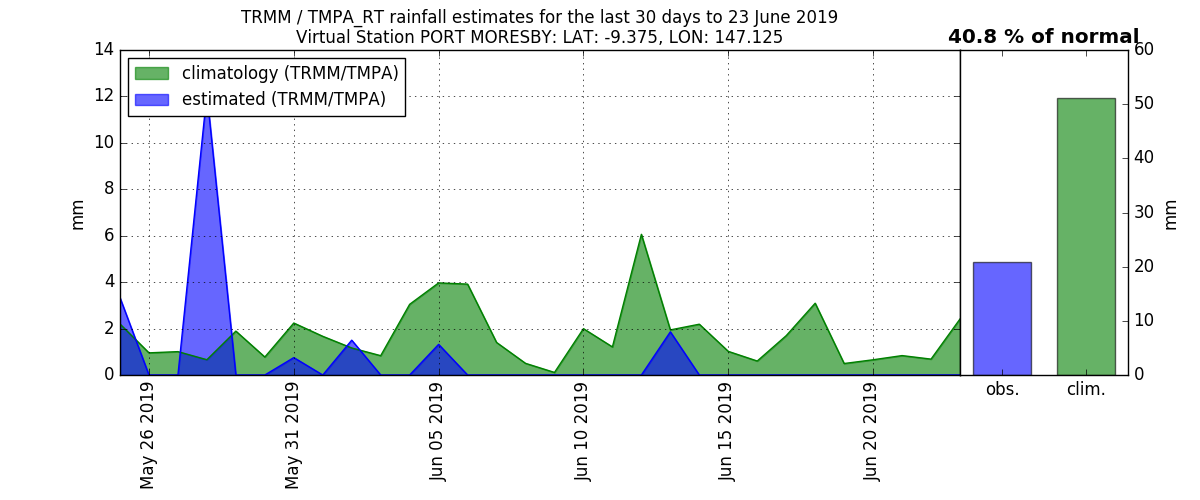 TRMM / TMPA_RT rainfall estimates for the last 30 days to 23 June 2019
Virtual Station PORT MORESBY: LAT: -9.375, LON: 147.125
40.8 % of normal
climatology (TRMM/TMPA)
estimated (TRMM/TMPA)
14
12
10
8
6
4
2
0
mm
May 26 2019
May 31 2019
Jun 05 2019
Jun 10 2019
Jun 15 2019
Jun 20 2019
obs.
clim.
60
50
40
30
20
10
0
mm